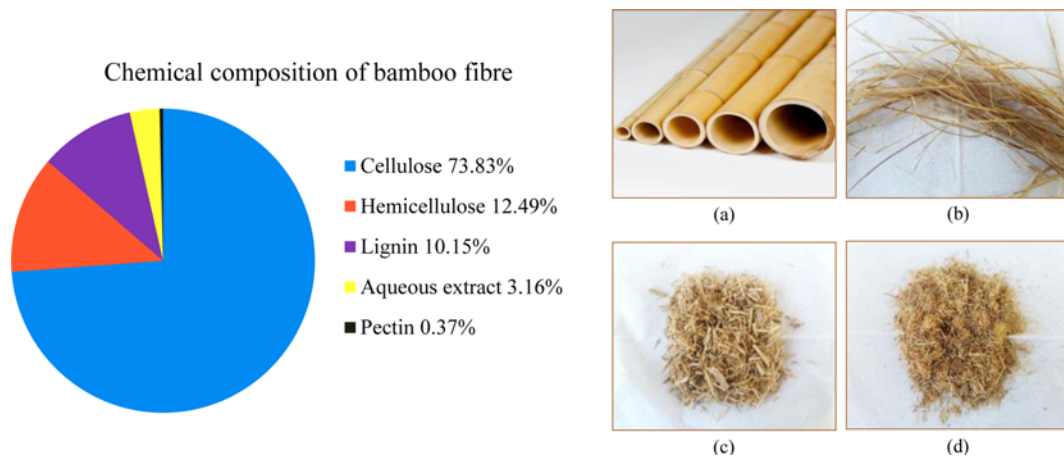 Chemical composition of bamboo fibre
Cellulose 73.83%
Hemicellulose 12.49%
Lignin 10.15%
Aqueous extract 3.16%
Pectin 0.37%
(a)
(b)
(c)
(d)